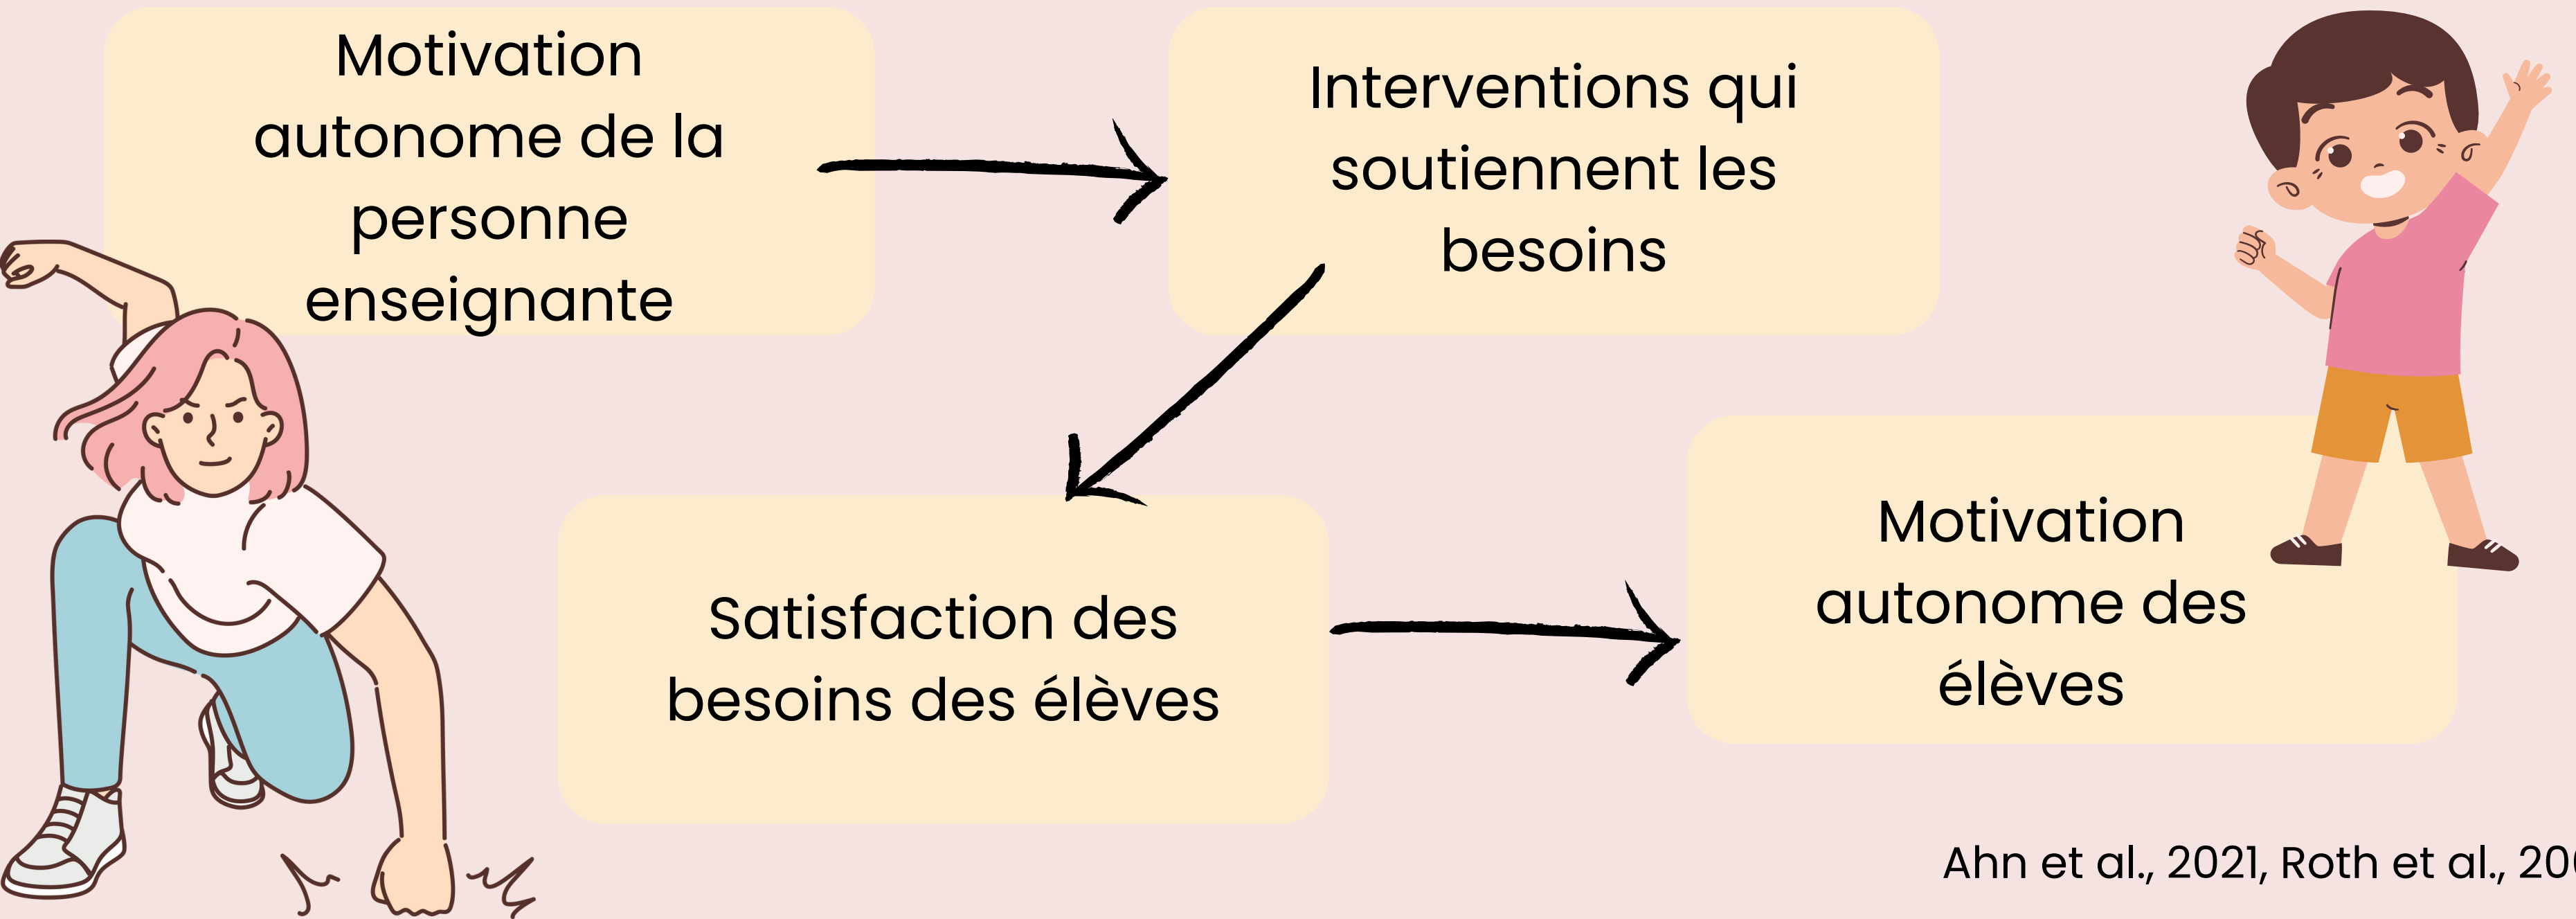 Motivation
autonome de la
personne
enseignante
Interventions qui
soutiennent les
besoins
Satisfaction des
besoins des élèves
Motivation
autonome des
élèves
Ahn et al., 2021, Roth et al.,